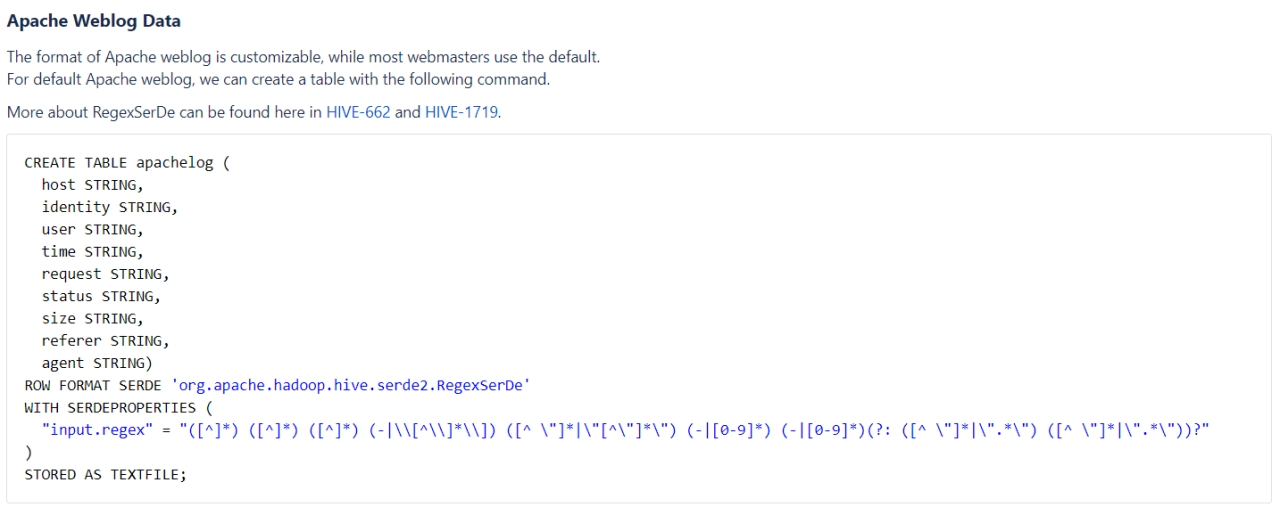 Apache Weblog Data
The format of Apache weblog is customizable, while most webmasters use the default.
For default Apache weblog, we can create a table with the following command.
More about RegexSerDe can be found here in HIVE-662 and HIVE-1719.
CREATE TABLE apachelog (
  host STRING,
  identity STRING,
  user STRING,
  time STRING,
  request STRING,
  status STRING,
  size STRING,
  referer STRING,
  agent STRING)
ROW FORMAT SERDE 'org.apache.hadoop.hive.serde2.RegexSerDe'
WITH SERDEPROPERTIES (
  "input.regex" = "([^]*) ([^]*) ([^]*) (-|\\[^\\]*\\]) ([^ \"]*|\"[^\"]*\") (-|[0-9]*) (-|[0-9]*)(?: ([^ \"]*|\".*\") ([^ \"]*|\".*\"))?"
)
STORED AS TEXTFILE;